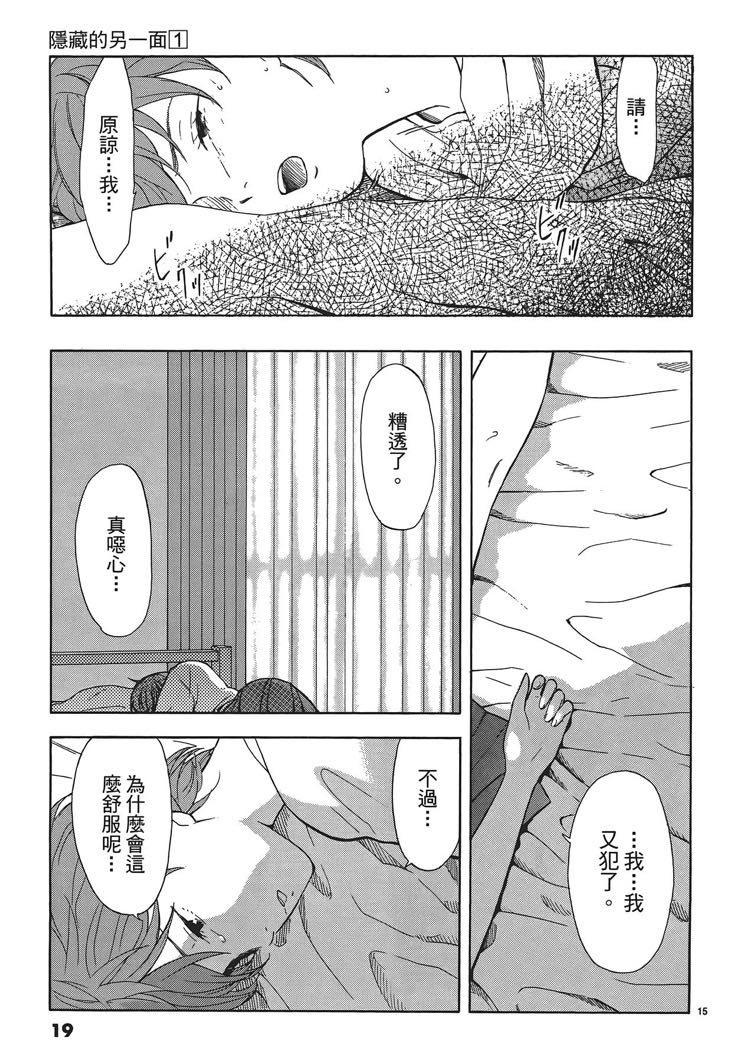 隱藏的另一面1
請…
原諒…我…
ビクッ
ビクッ
…我…我
又犯了。
糟透了。
真噁心…
不過…
為什麼會這
麼舒服呢…
15
19